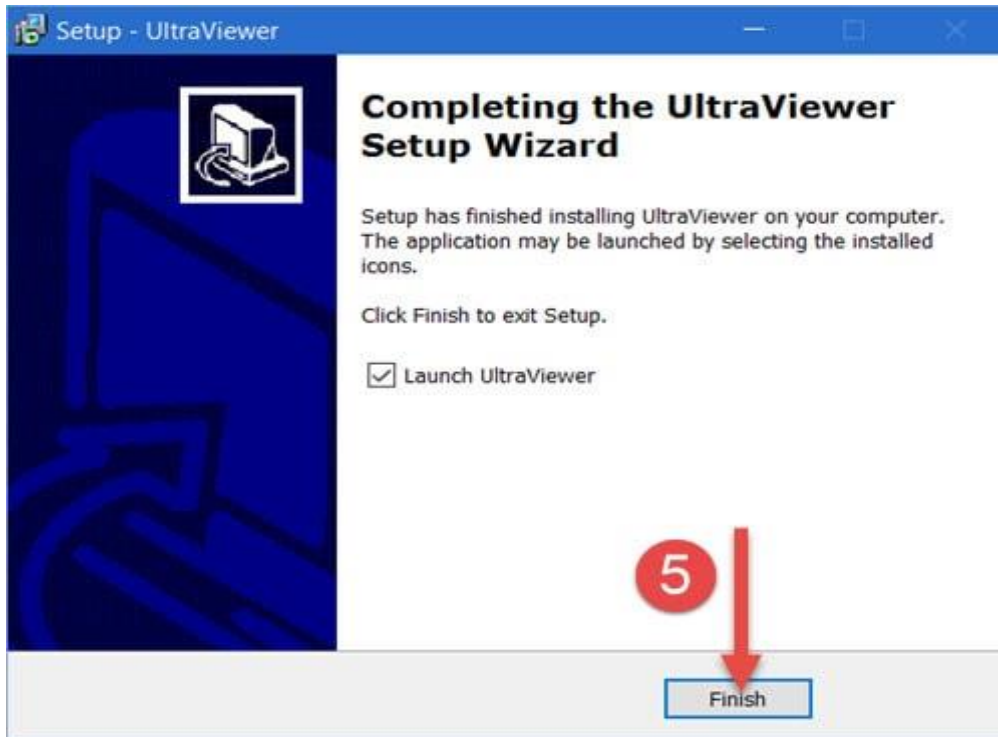 Setup - UltraViewer
Completing the UltraViewer
Setup Wizard
Setup has finished installing UltraViewer on your computer.
The application may be launched by selecting the installed
icons.
Click Finish to exit Setup.
Launch UltraViewer
5
Finish